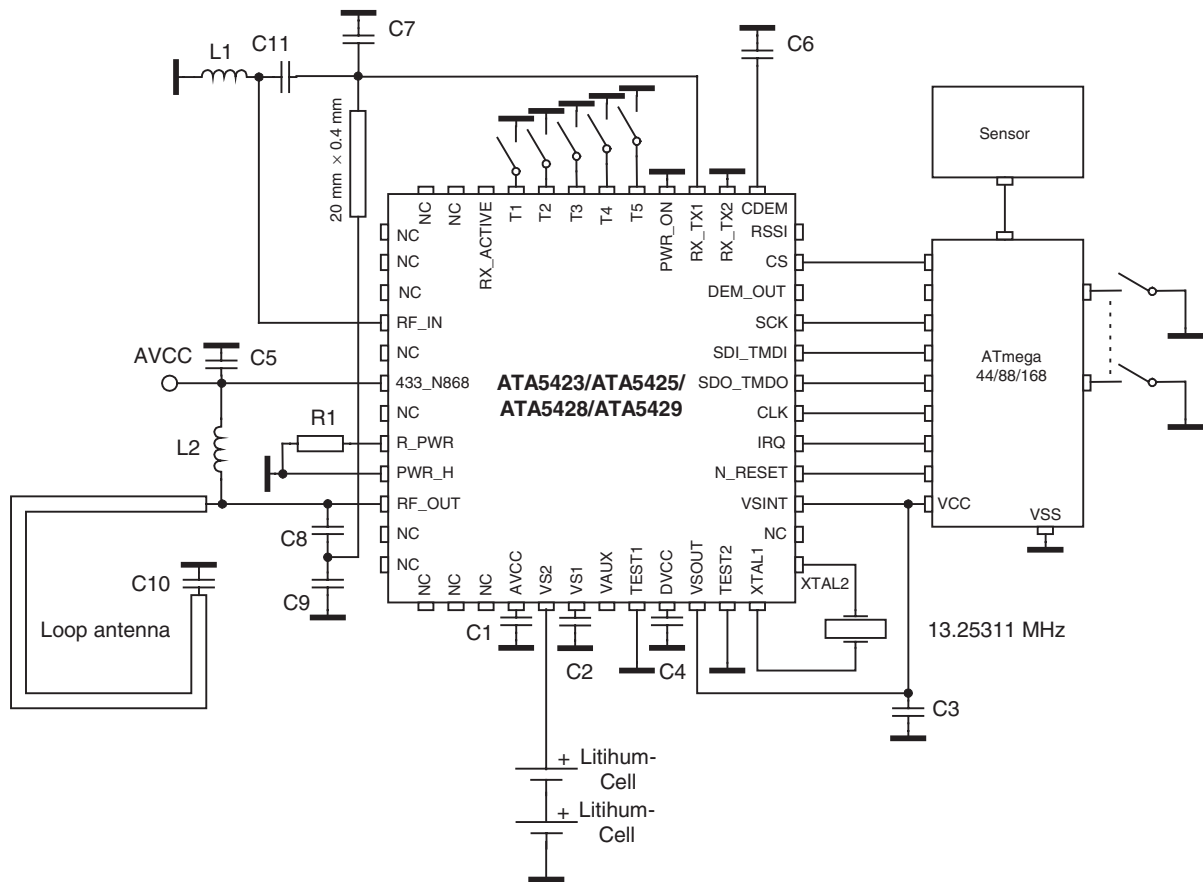 C7
C6
L1
C11
20 mm × 0.4 mm
Sensor
NC
NC
RX_ACTIVE
T1
T2
T3
T4
T5
PWR_ON
RX_TX1
RX_TX2
CDEM
NC
NC
NC
RF_IN
NC
433_N868
NC
R_PWR
PWR_H
RF_OUT
NC
NC
RSSI
CS
DEM_OUT
SCK
SDI_TMDI
SDO_TMDO
CLK
IRQ
N_RESET
VSINT
NC
XTAL2
ATA5423/ATA5425/
ATA5428/ATA5429
ATmega
44/88/168
VCC
VSS
AVCC
C5
R1
L2
C8
C9
C10
Loop antenna
NC
NC
NC
AVCC
VS2
VS1
VAUX
TEST1
DVCC
VSOUT
TEST2
XTAL1
C1
C2
C4
13.25311 MHz
C3
+ Litihum-
Cell
+ Litihum-
Cell